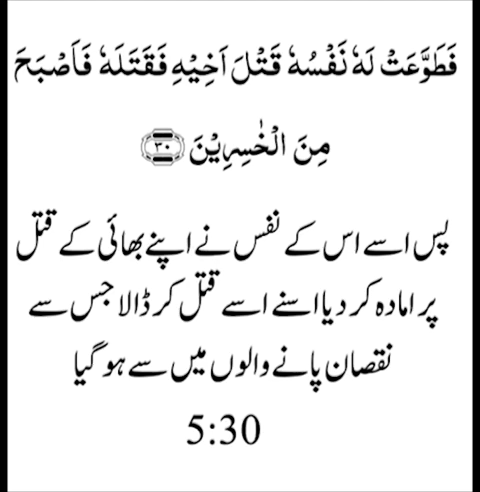 فَطَوَّعَتْ لَهٗ نَفْسُهٗ قَتْلَ اَخِيْهِ فَقَتَلَهٗ فَاَصْبَحَ
مِنَ الْخٰسِرِيْنَ ۳۰
پس اسے اس کے نفس نے اپنے بھائی کے قتل
پر امادہ کر دیا اسنے اسے قتل کر ڈالا جس سے
نقصان پانے والوں میں سے ہو گیا
5:30